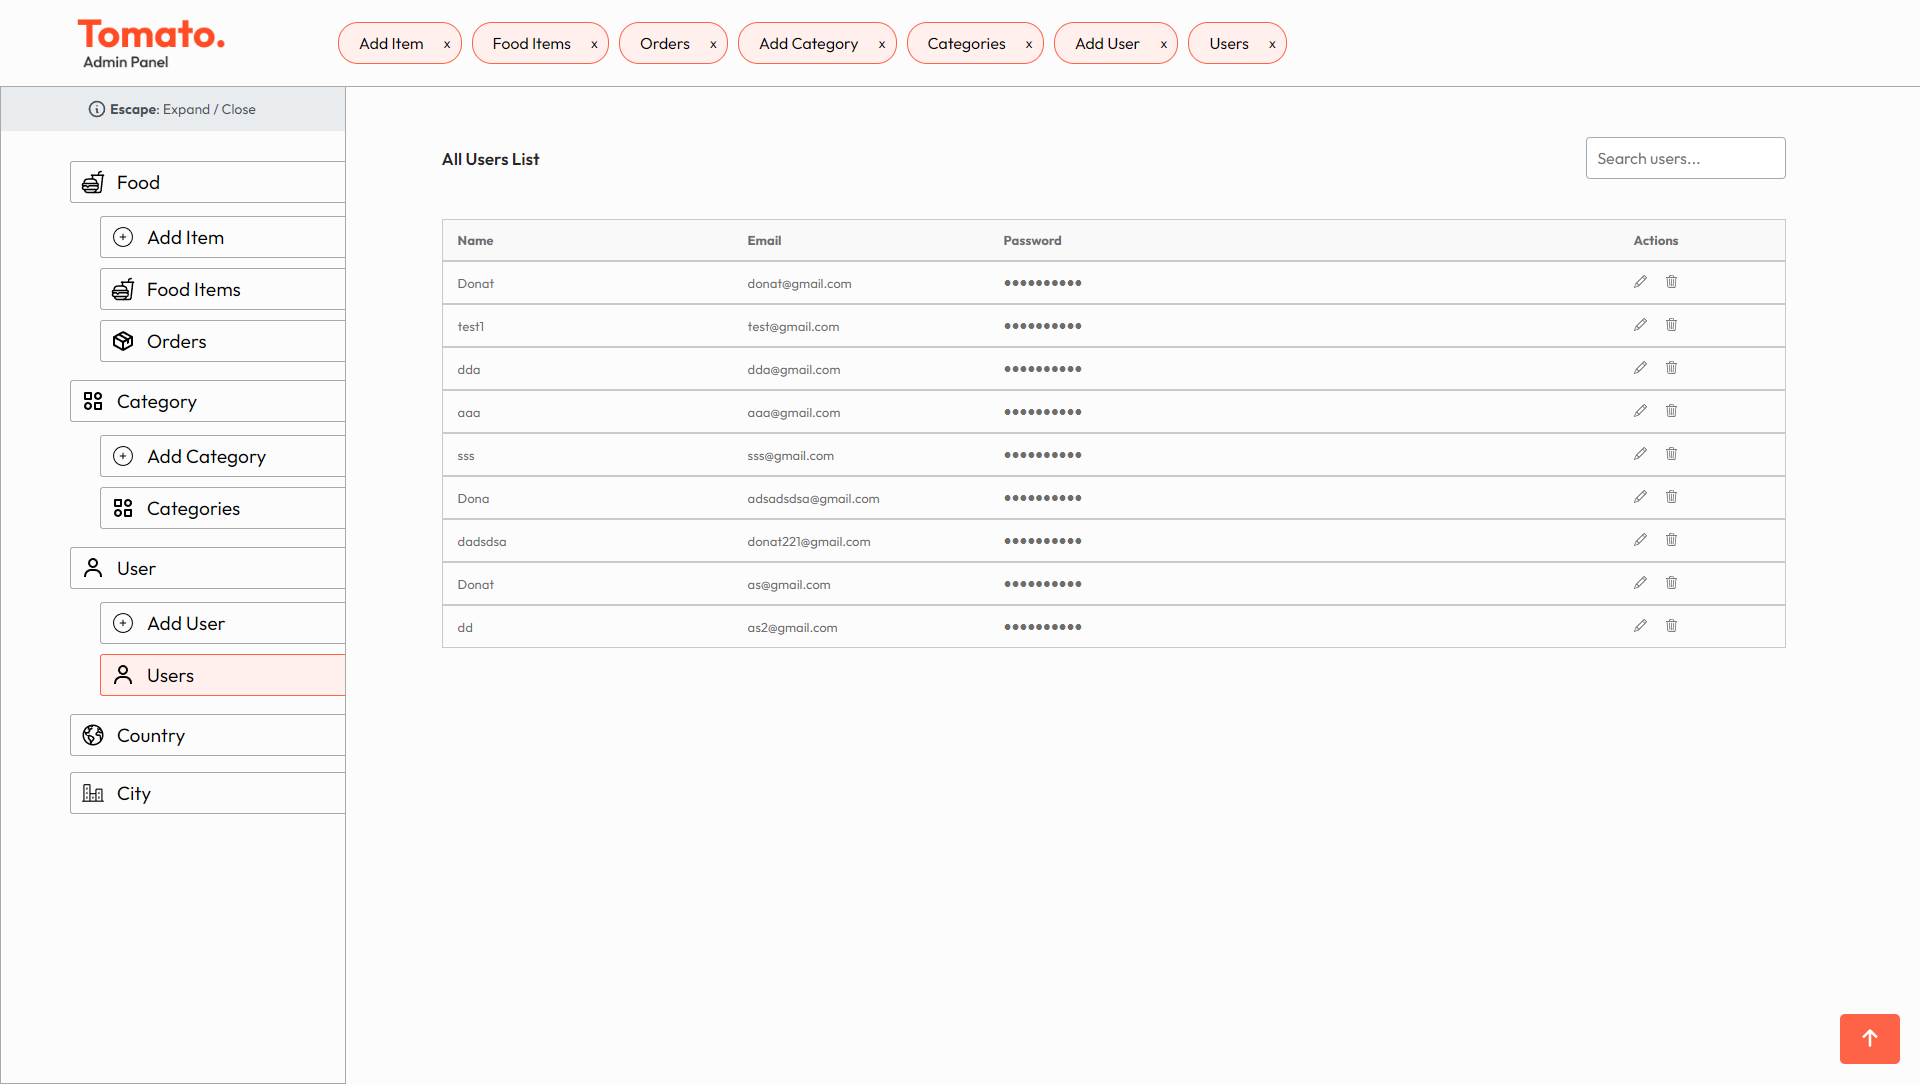 Tomato.
Admin Panel
Add Item x
Food Items x
Orders x
Add Category x
Categories x
Add User x
Users x
Escape: Expand / Close
Food
Add Item
Food Items
Orders
Category
Add Category
Categories
User
Add User
Users
Country
City
All Users List
Search users...
Name Email Password Actions
Donat donat@gmail.com ••••••••••
test1 test@gmail.com ••••••••••
dda dda@gmail.com ••••••••••
aaa aaa@gmail.com ••••••••••
sss sss@gmail.com ••••••••••
Dona adsadsdsa@gmail.com ••••••••••
dadsdsa donat221@gmail.com ••••••••••
Donat as@gmail.com ••••••••••
dd as2@gmail.com ••••••••••